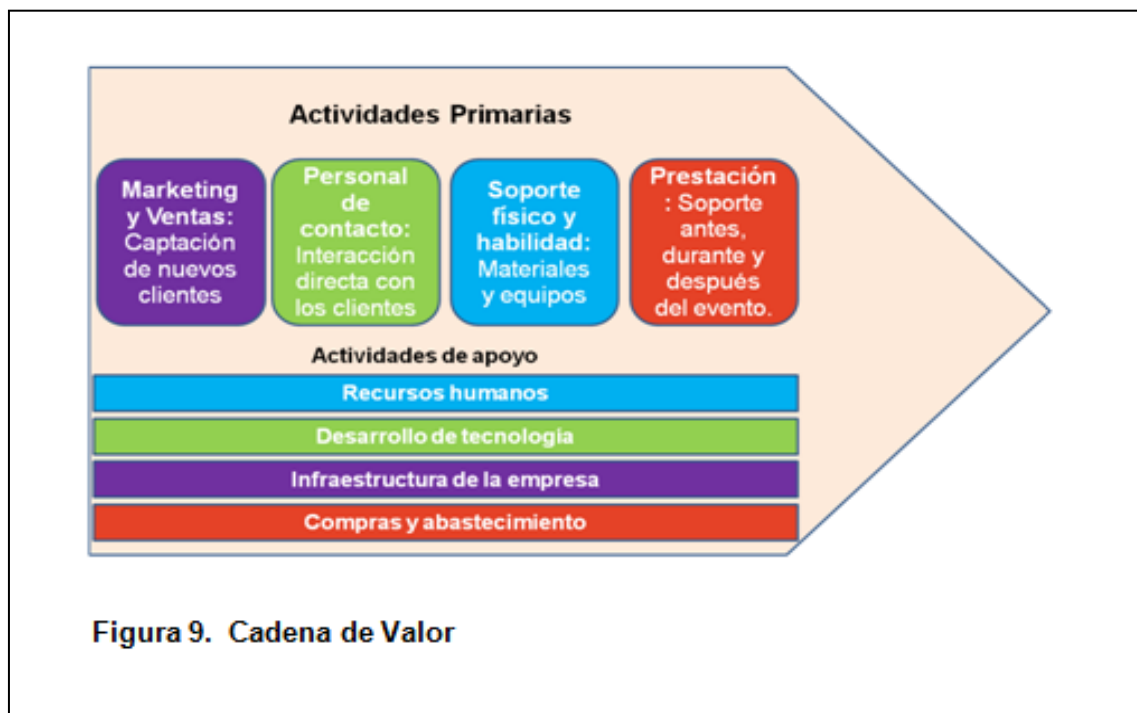 Actividades Primarias
Marketing
y Ventas:
Captación
de nuevos
clientes
Personal
de
contacto:
Interacción
directa con
los clientes
Soporte
físico y
habilidad:
Materiales
y equipos
Prestación
: Soporte
antes,
durante y
después
del evento.
Actividades de apoyo
Recursos humanos
Desarrollo de tecnologia
Infraestructura de la empresa
Compras y abastecimiento
Figura 9. Cadena de Valor